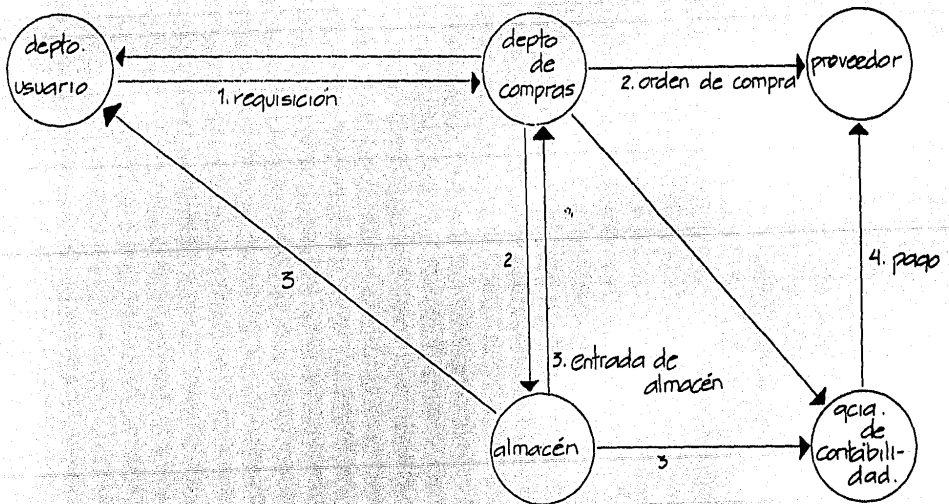 depto.
usuario
depto
de
compras
proveedor
1. requisición
2. orden de compra
2
3
4. pago
3. entrada de
almacén
almacén
3
gcia.
de
contabili-
dad.